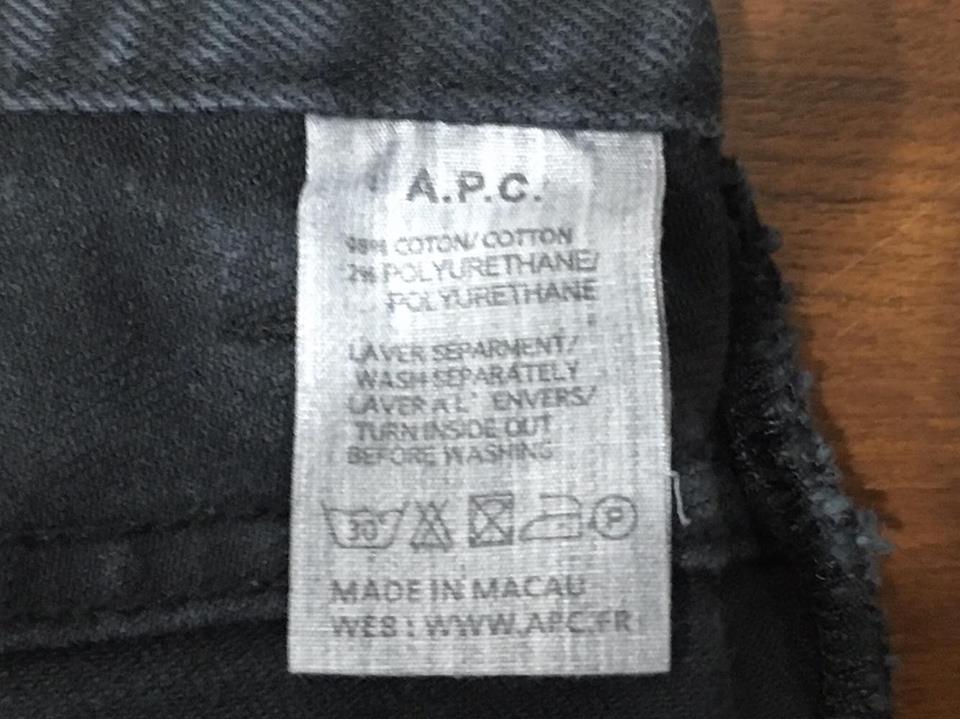 A.P.C.
98% COTON/COTTON
2% POLYURETHANE/
POLYURETHANE
LAVER SEPARMENT/
WASH SEPARATELY
LAVER A L' ENVERS/
TURN INSIDE OUT
BEFORE WASHING
30 P
MADE IN MACAU
WEB : WWW.APC.FR